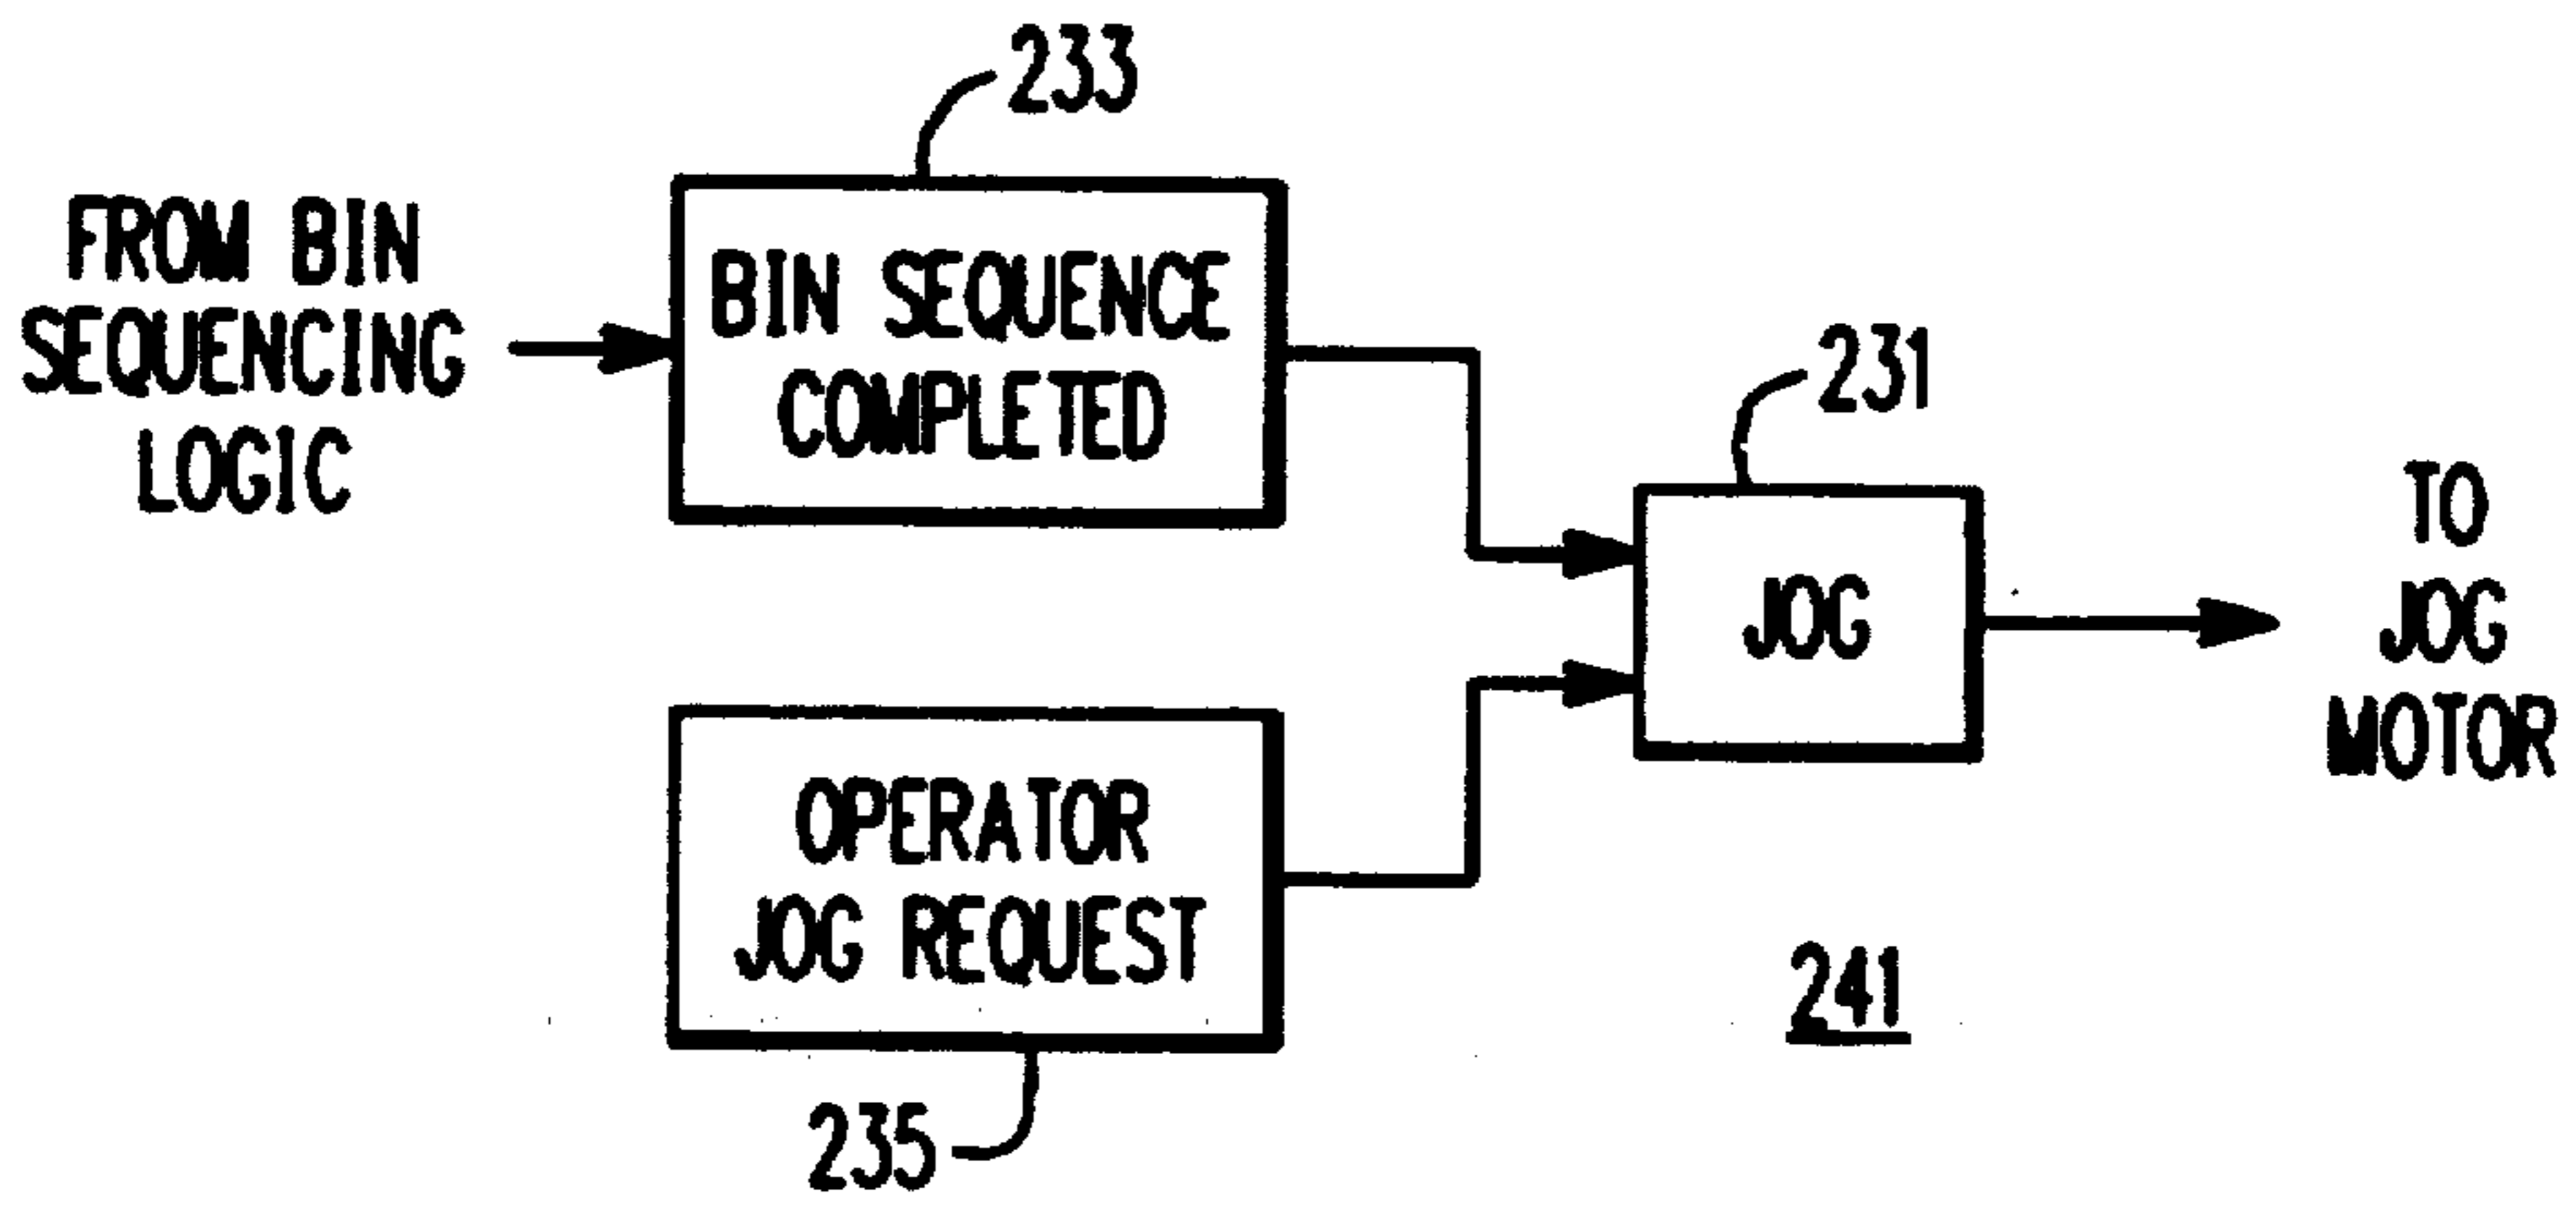 233
FROM BIN
SEQUENCING
LOGIC
BIN SEQUENCE
COMPLETED
231
JOG
TO
JOG
MOTOR
OPERATOR
JOG REQUEST
241
235